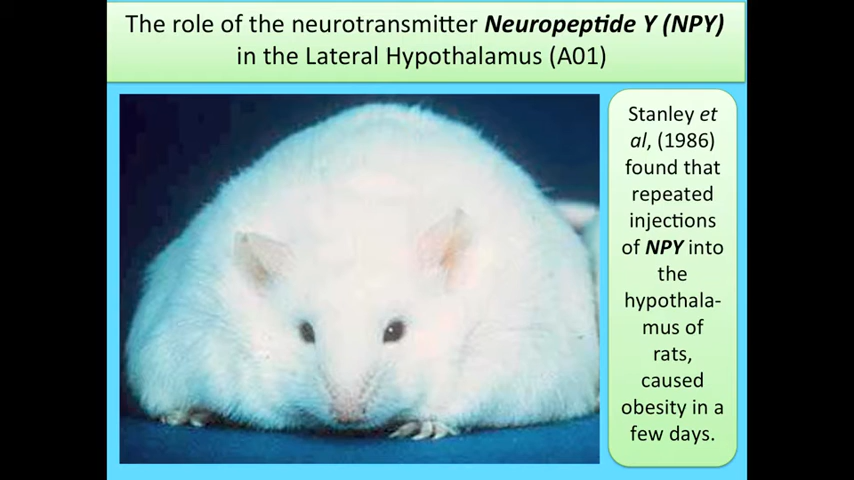 The role of the neurotransmitter Neuropeptide Y (NPY)
in the Lateral Hypothalamus (A01)
Stanley et
al, (1986)
found that
repeated
injections
of NPY into
the
hypothala-
mus of
rats,
caused
obesity in a
few days.